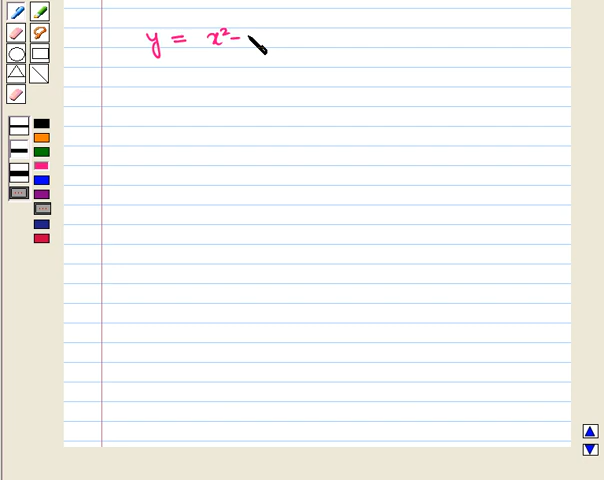 y = x² -